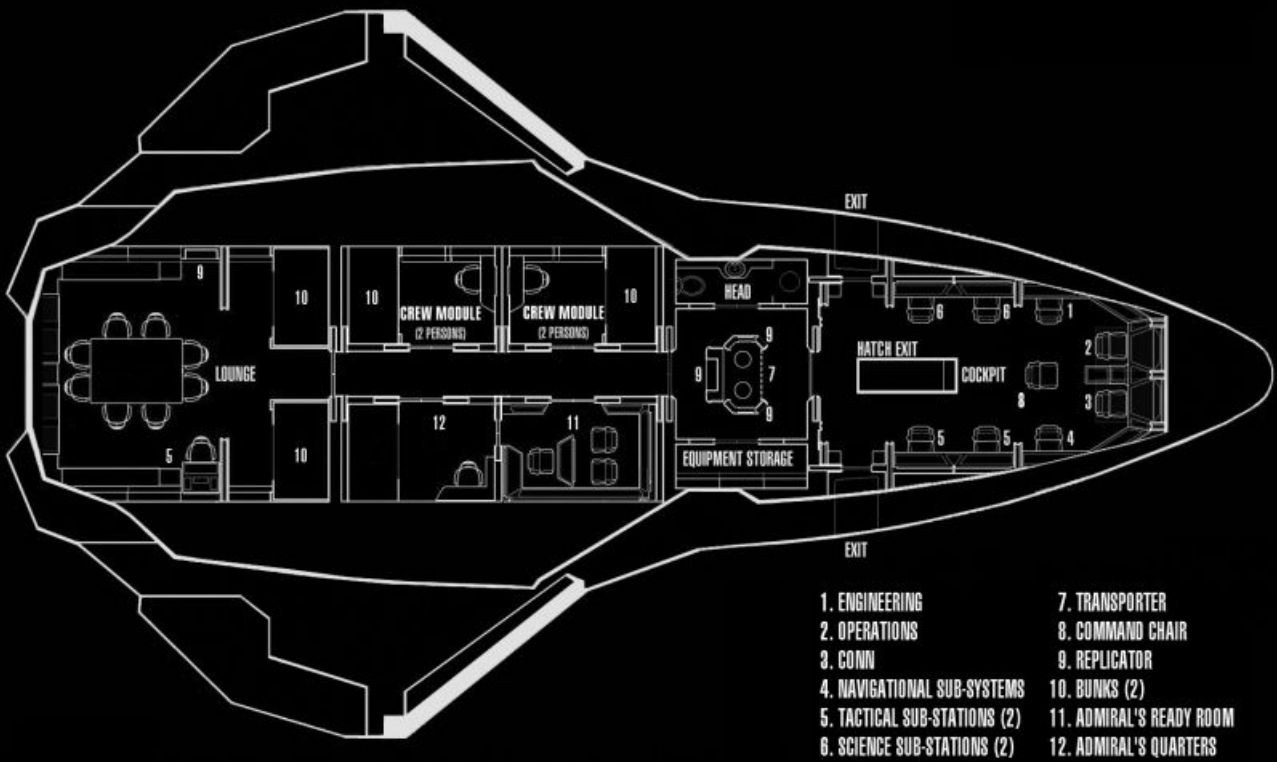 EXIT
9
10
10
CREW MODULE
(2 PERSONS)
CREW MODULE
(2 PERSONS)
10
HEAD
6
6
1
9
2
HATCH EXIT
LOUNGE
9
7
COCKPIT
8
3
9
12
11
5
10
EQUIPMENT STORAGE
5
5
4
EXIT
1. ENGINEERING
2. OPERATIONS
3. CONN
4. NAVIGATIONAL SUB-SYSTEMS
5. TACTICAL SUB-STATIONS (2)
6. SCIENCE SUB-STATIONS (2)
7. TRANSPORTER
8. COMMAND CHAIR
9. REPLICATOR
10. BUNKS (2)
11. ADMIRAL'S READY ROOM
12. ADMIRAL'S QUARTERS